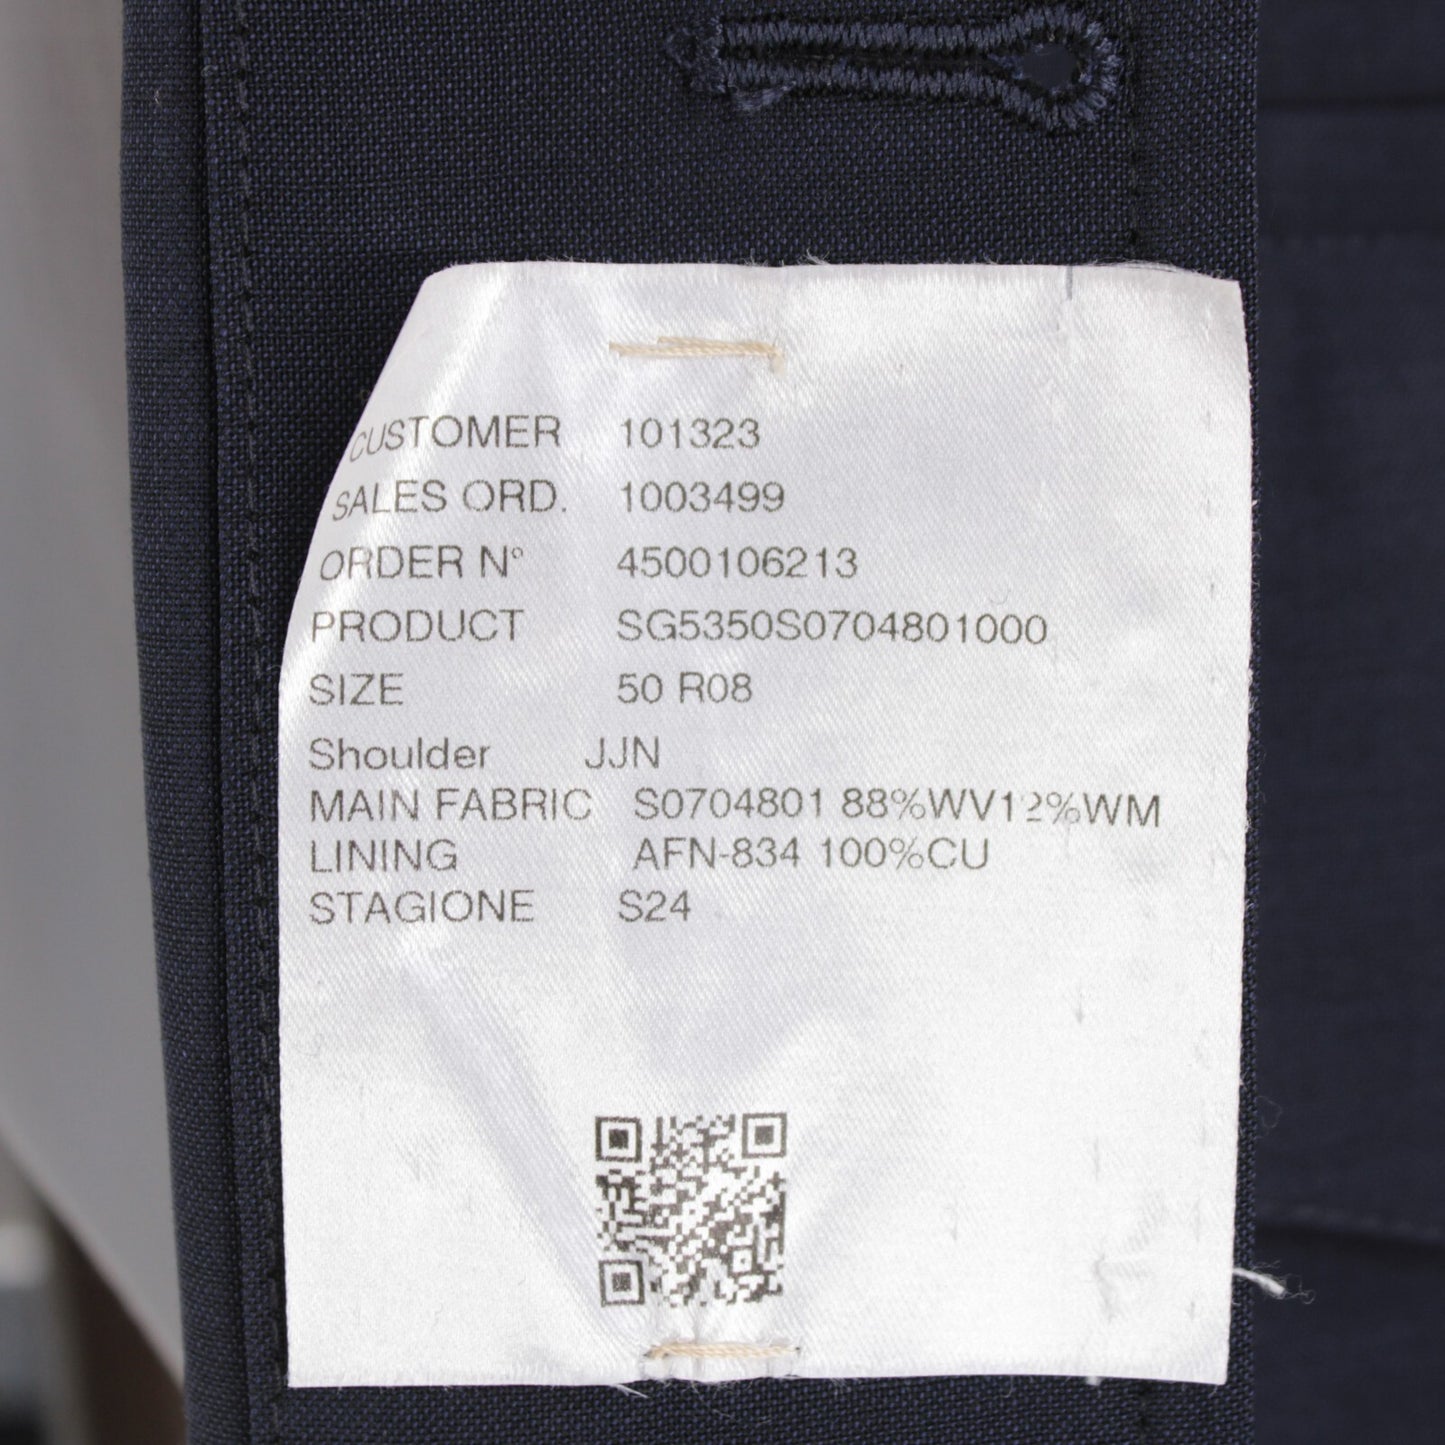 CUSTOMER 101323
SALES ORD. 1003499
ORDER N° 4500106213
PRODUCT SG5350S0704801000
SIZE 50 R08
Shoulder JJN
MAIN FABRIC S0704801 88%WV12%WM
LINING AFN-834 100%CU
STAGIONE S24